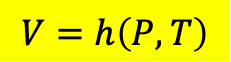 V = h(P, T)